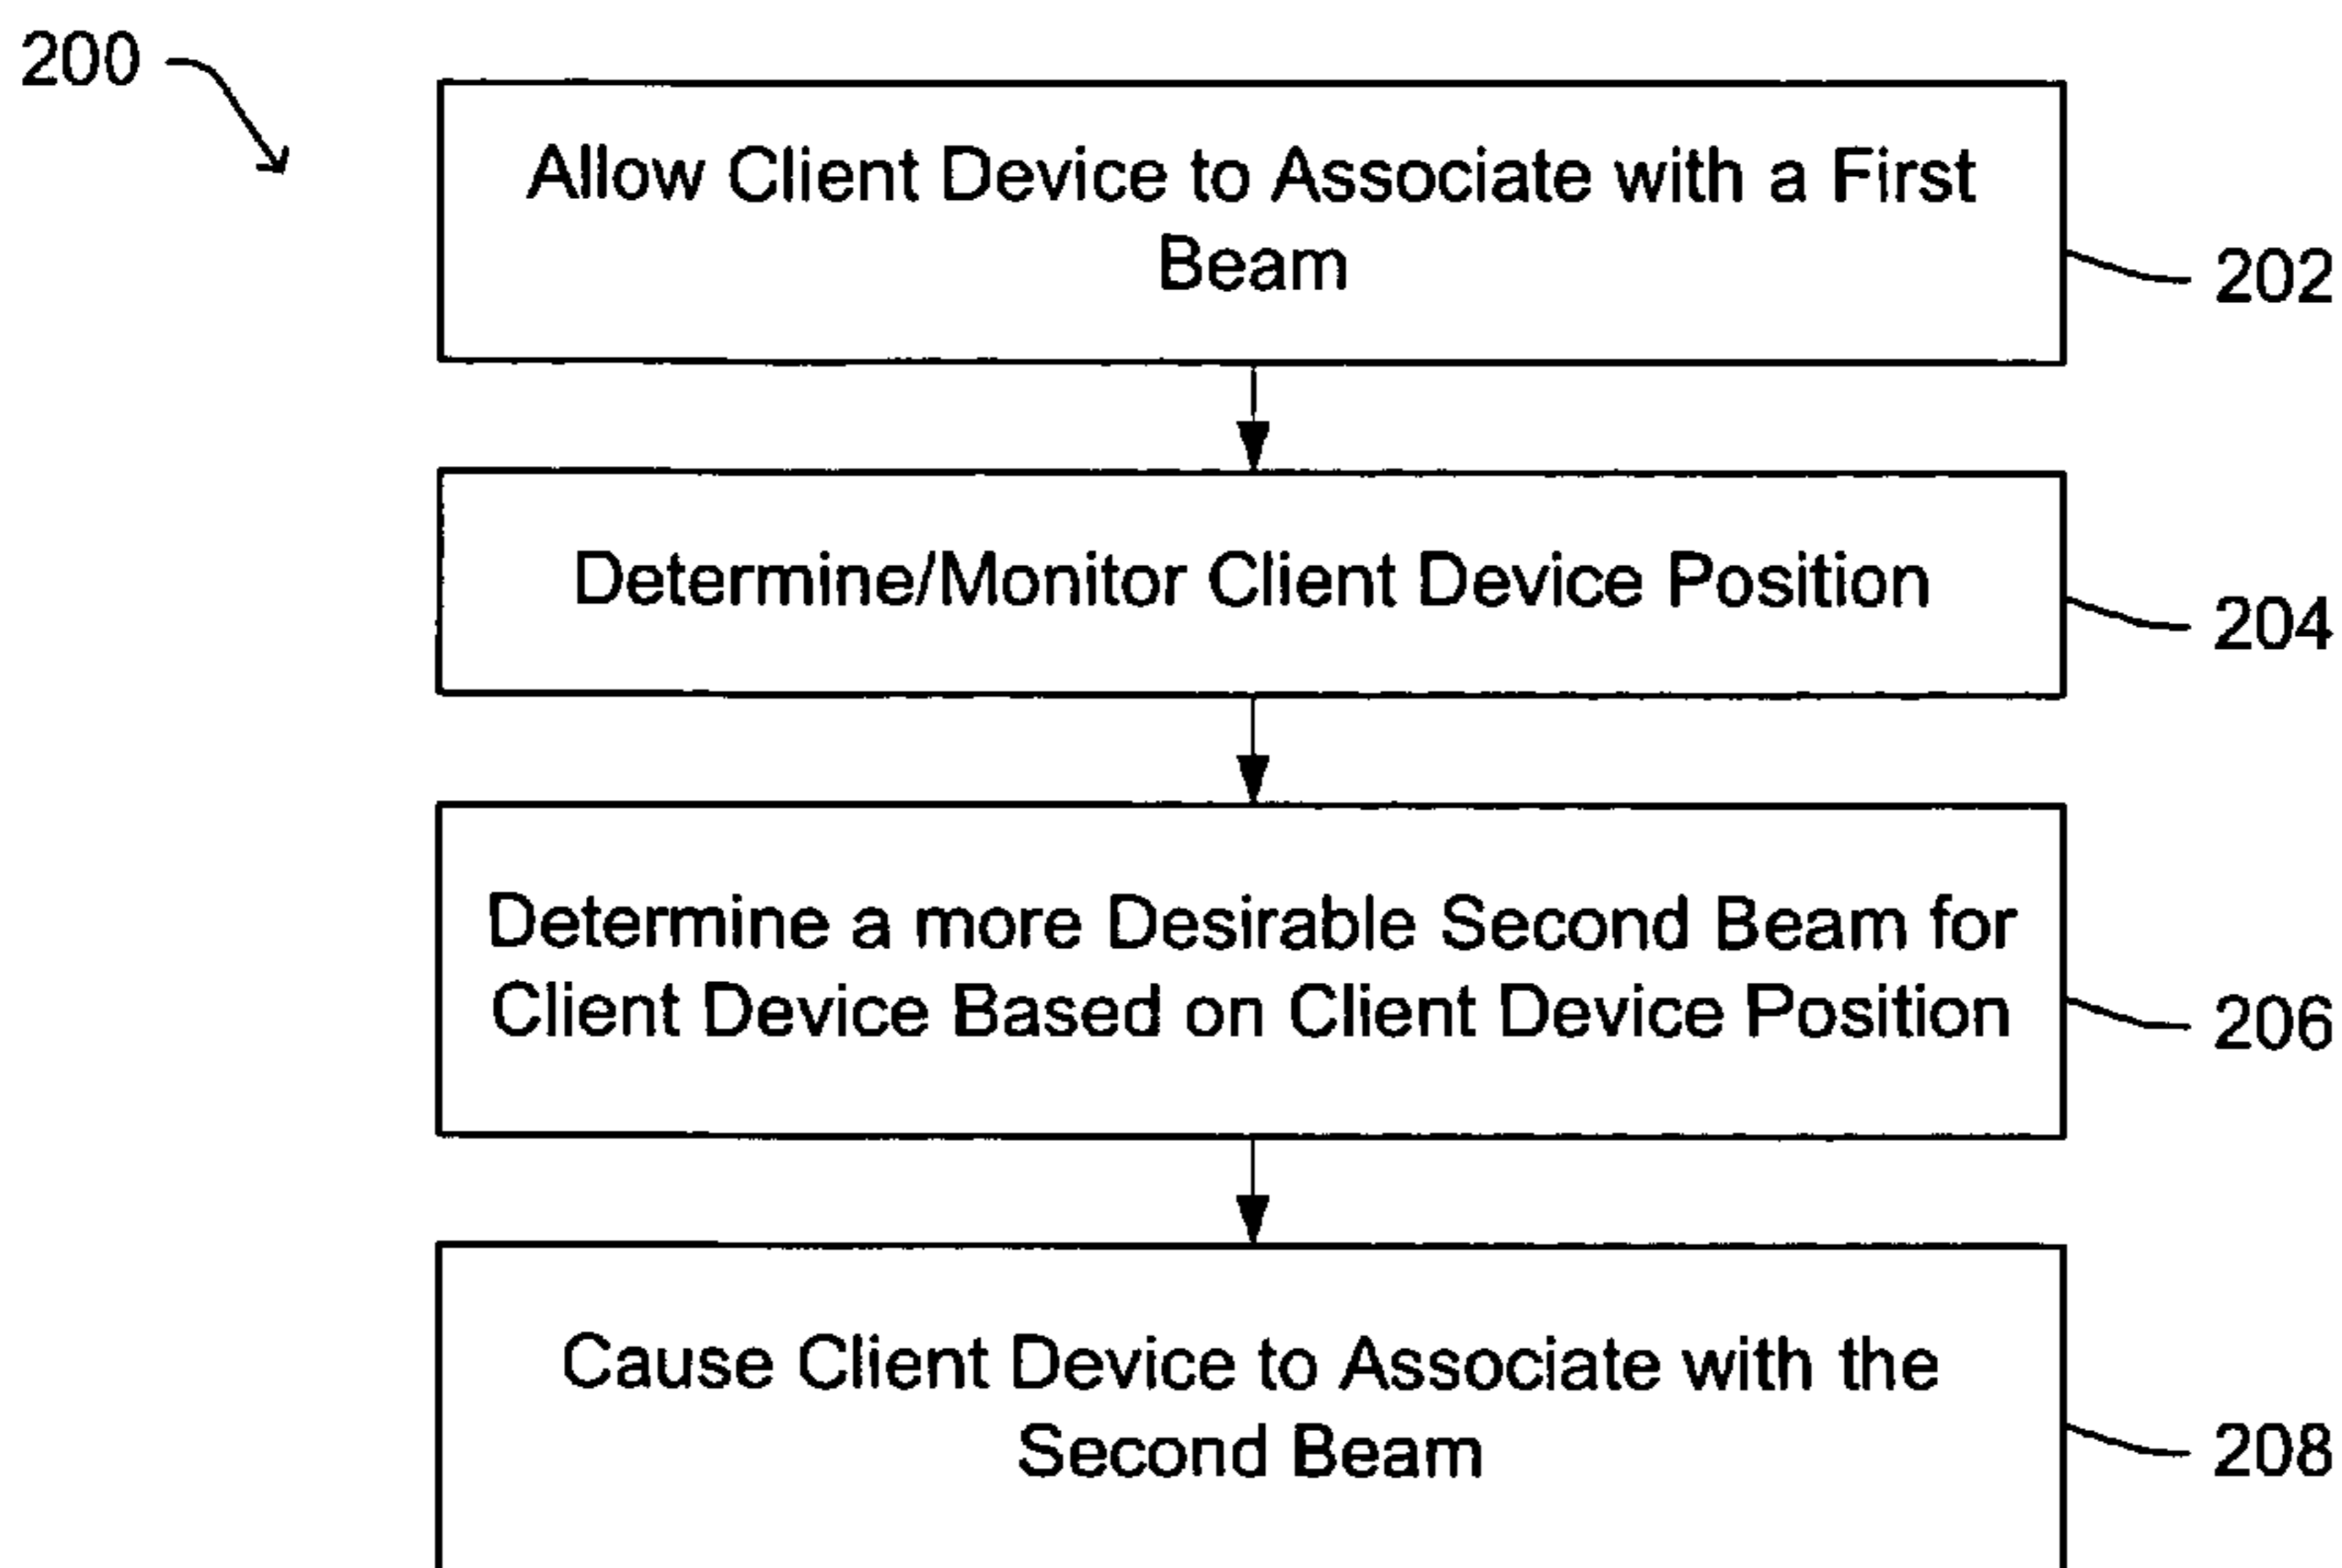 200
Allow Client Device to Associate with a First
Beam
202
Determine/Monitor Client Device Position
204
Determine a more Desirable Second Beam for
Client Device Based on Client Device Position
206
Cause Client Device to Associate with the
Second Beam
208